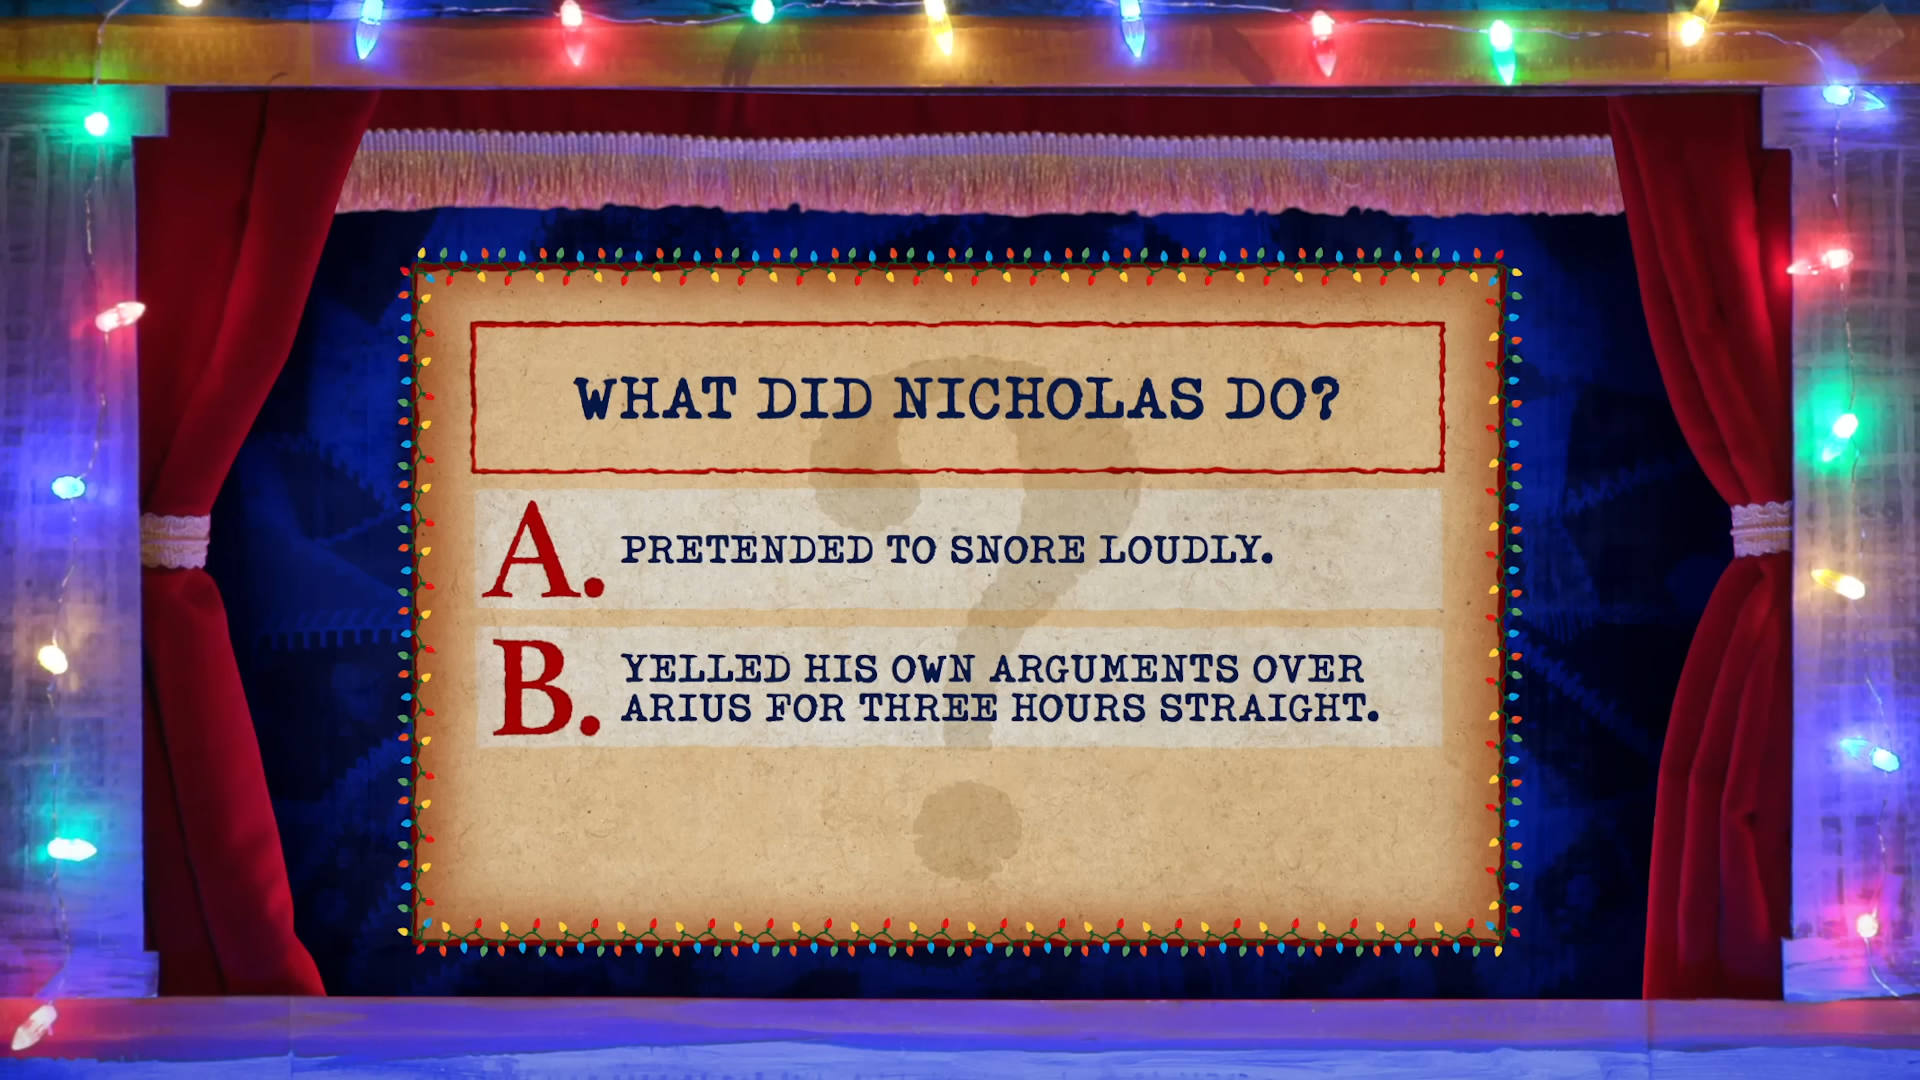 WHAT DID NICHOLAS DO?
A. PRETENDED TO SNORE LOUDLY.
B. YELLED HIS OWN ARGUMENTS OVER
ARIUS FOR THREE HOURS STRAIGHT.